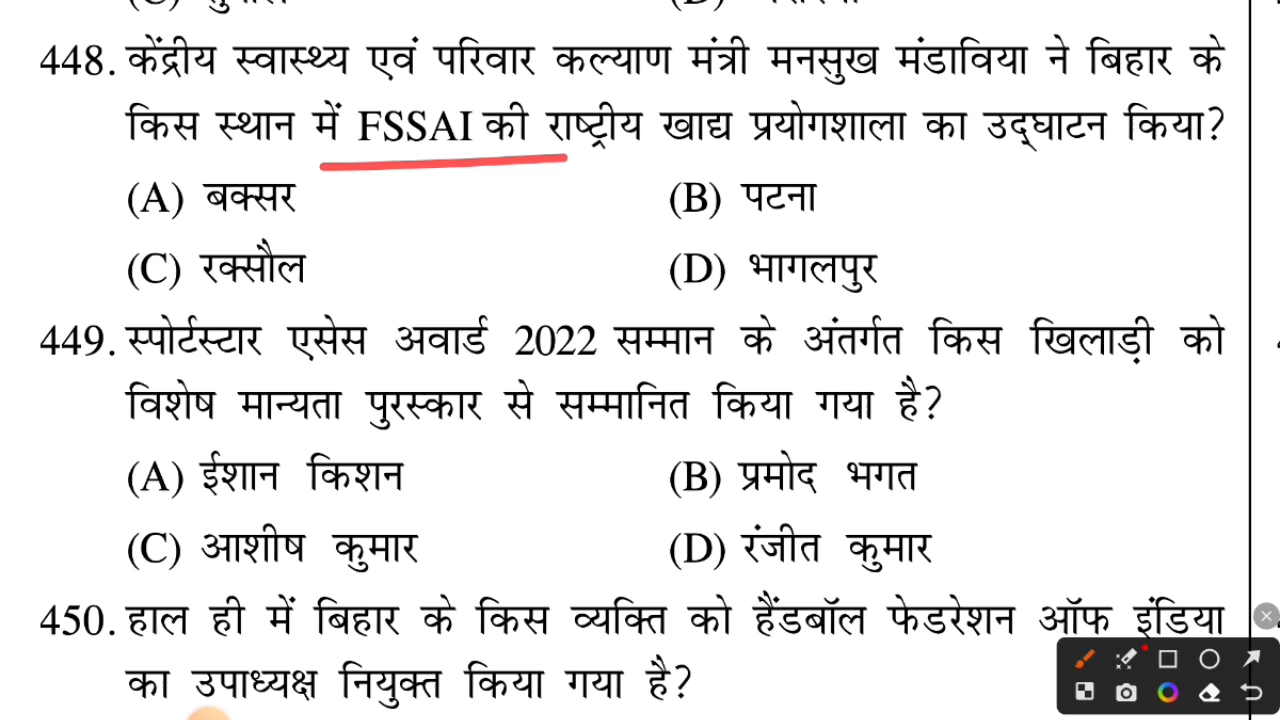 448. केंद्रीय स्वास्थ्य एवं परिवार कल्याण मंत्री मनसुख मंडाविया ने बिहार के
किस स्थान में FSSAI की राष्ट्रीय खाद्य प्रयोगशाला का उद्घाटन किया?
(A) बक्सर (B) पटना
(C) रक्सौल (D) भागलपुर
449. स्पोर्टस्टार एसेस अवार्ड 2022 सम्मान के अंतर्गत किस खिलाड़ी को
विशेष मान्यता पुरस्कार से सम्मानित किया गया है?
(A) ईशान किशन (B) प्रमोद भगत
(C) आशीष कुमार (D) रंजीत कुमार
450. हाल ही में बिहार के किस व्यक्ति को हैंडबॉल फेडरेशन ऑफ इंडिया
का उपाध्यक्ष नियुक्त किया गया है?